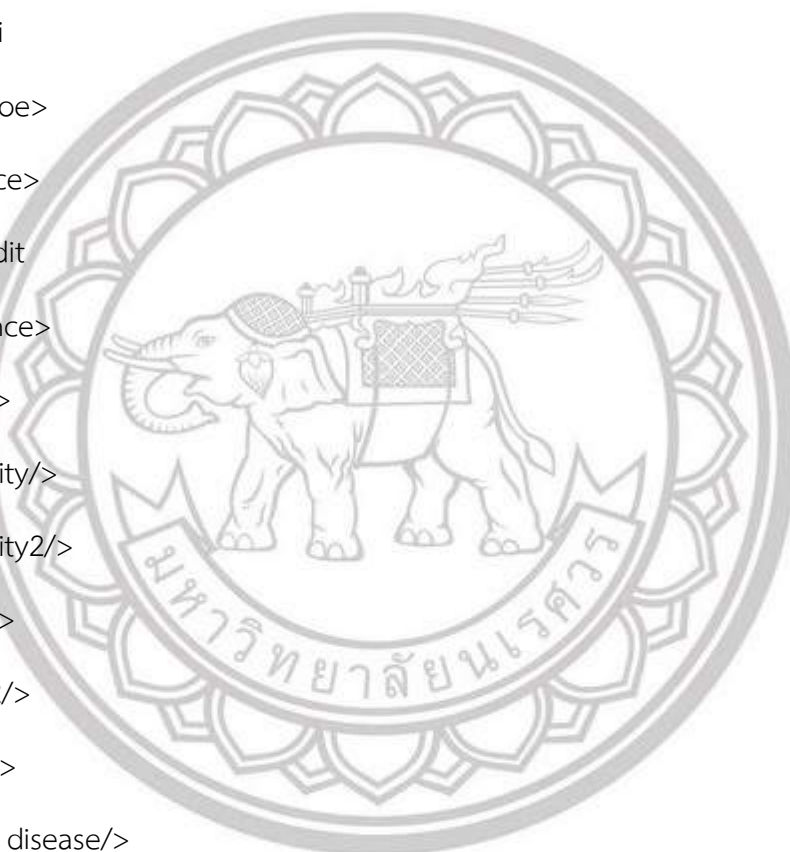 i
oe>
ce>
dit
nce>
>
ity/>
ity2/>
>
/>
>
disease/>
มหาวิทยาลัยนเรศวร